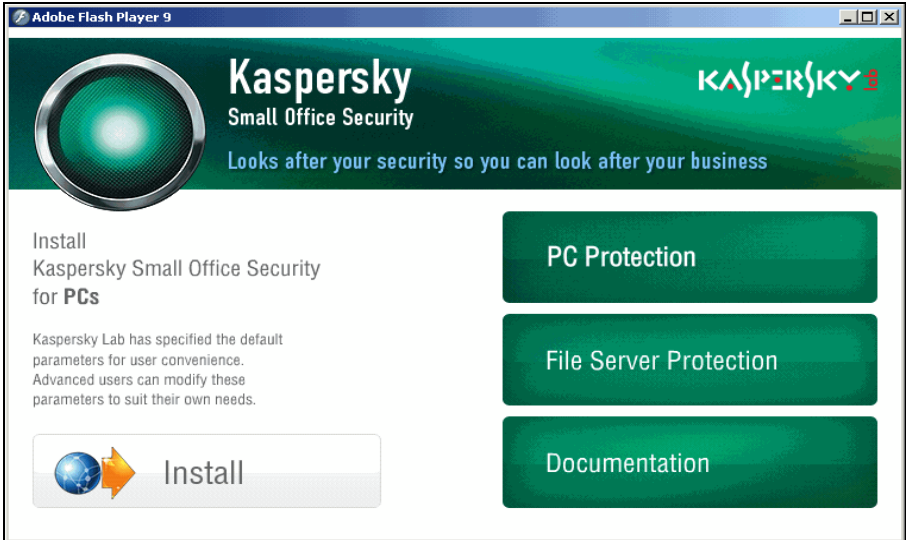 Adobe Flash Player 9
Kaspersky
Small Office Security
Looks after your security so you can look after your business
KASPERSKY lab
Install
Kaspersky Small Office Security
for PCs
Kaspersky Lab has specified the default
parameters for user convenience.
Advanced users can modify these
parameters to suit their own needs.
Install
PC Protection
File Server Protection
Documentation